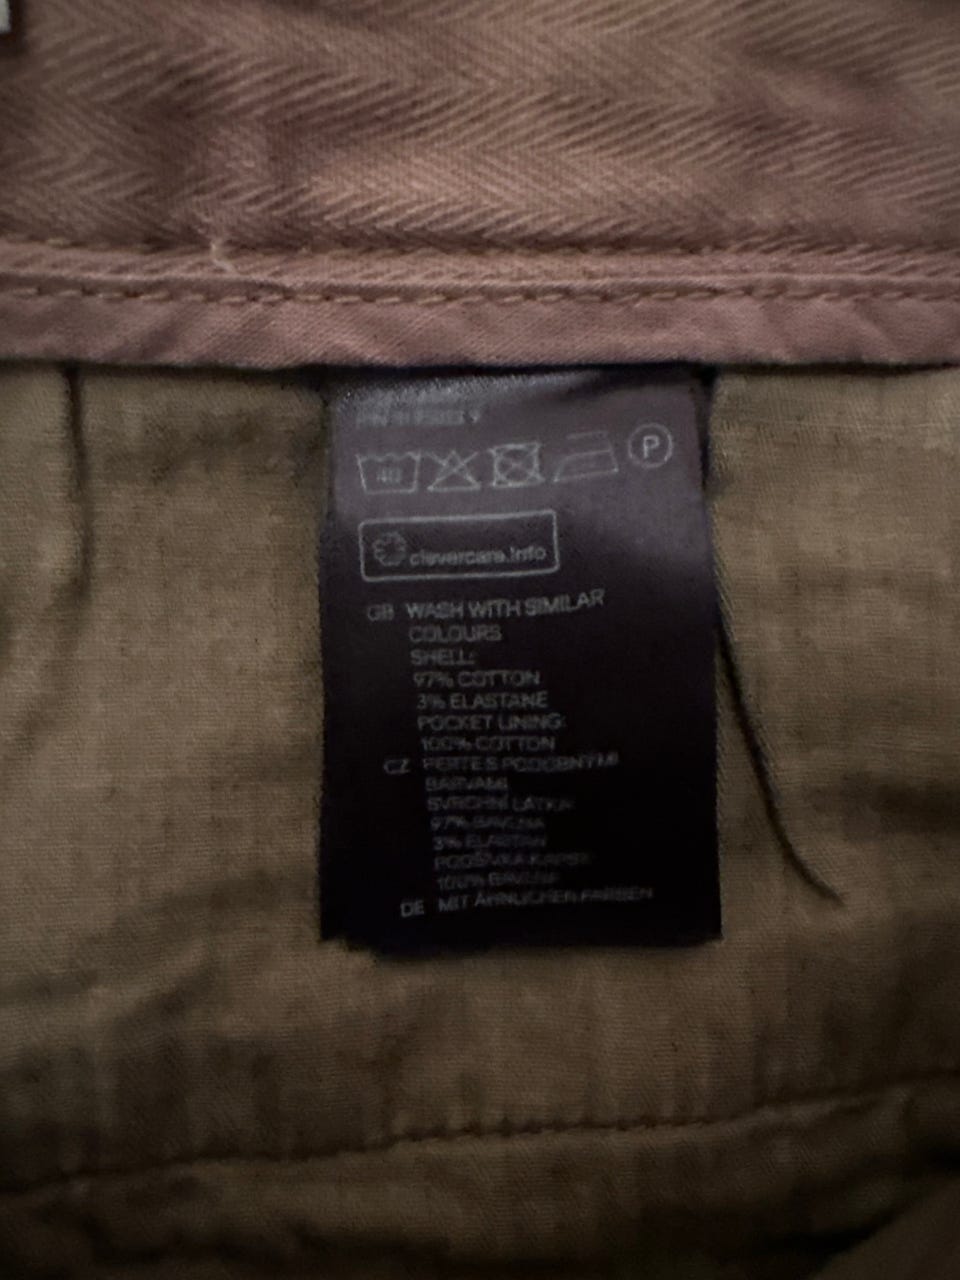 40
P
clevercare.info
GB WASH WITH SIMILAR
COLOURS
SHELL:
97% COTTON
3% ELASTANE
POCKET LINING:
100% COTTON
CZ PERTE S PODOBNÝMI
BARVAMI
SVRCHNÍ LÁTKA:
97% BAVLNA
3% ELASTAN
PODŠÍVKA KAPSY:
100% BAVLNA
DE MIT ÄHNLICHEN FARBEN